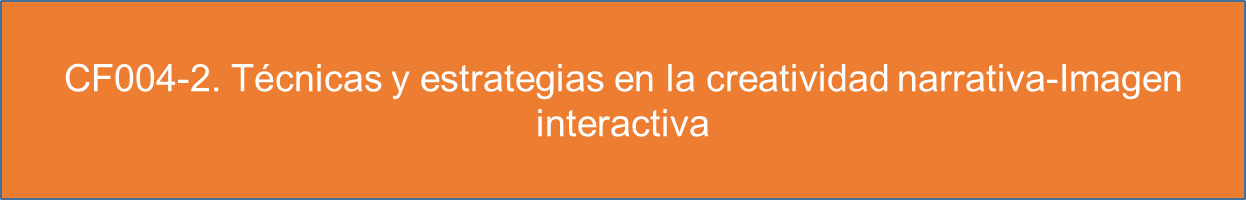 CF004-2. Técnicas y estrategias en la creatividad narrativa-Imagen
interactiva